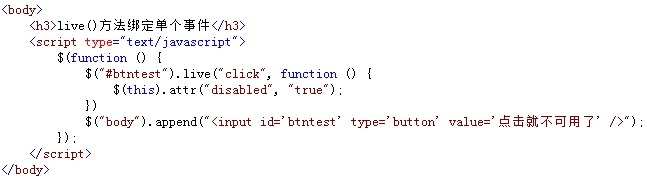 <body>
    <h3>live()方法绑定单个事件</h3>
    <script type="text/javascript">
        $(function () {
            $("#btntest").live("click", function () {
                $(this).attr("disabled", "true");
            })
            $("body").append("<input id='btntest' type='button' value='点击就不可用了' />");
        });
    </script>
</body>